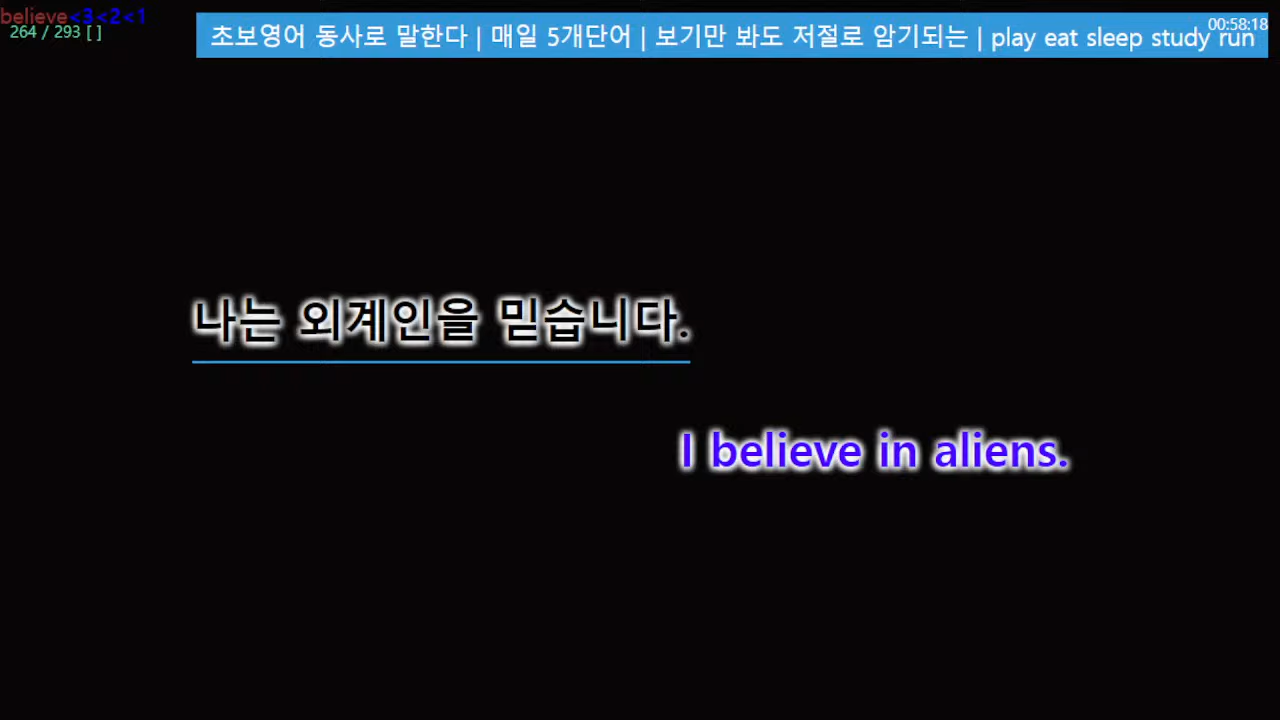 believe<3<2<1
264 / 293 [ ]
초보영어 동사로 말한다 | 매일 5개단어 | 보기만 봐도 저절로 암기되는 | play eat sleep study run
00:58:18
나는 외계인을 믿습니다.
I believe in aliens.